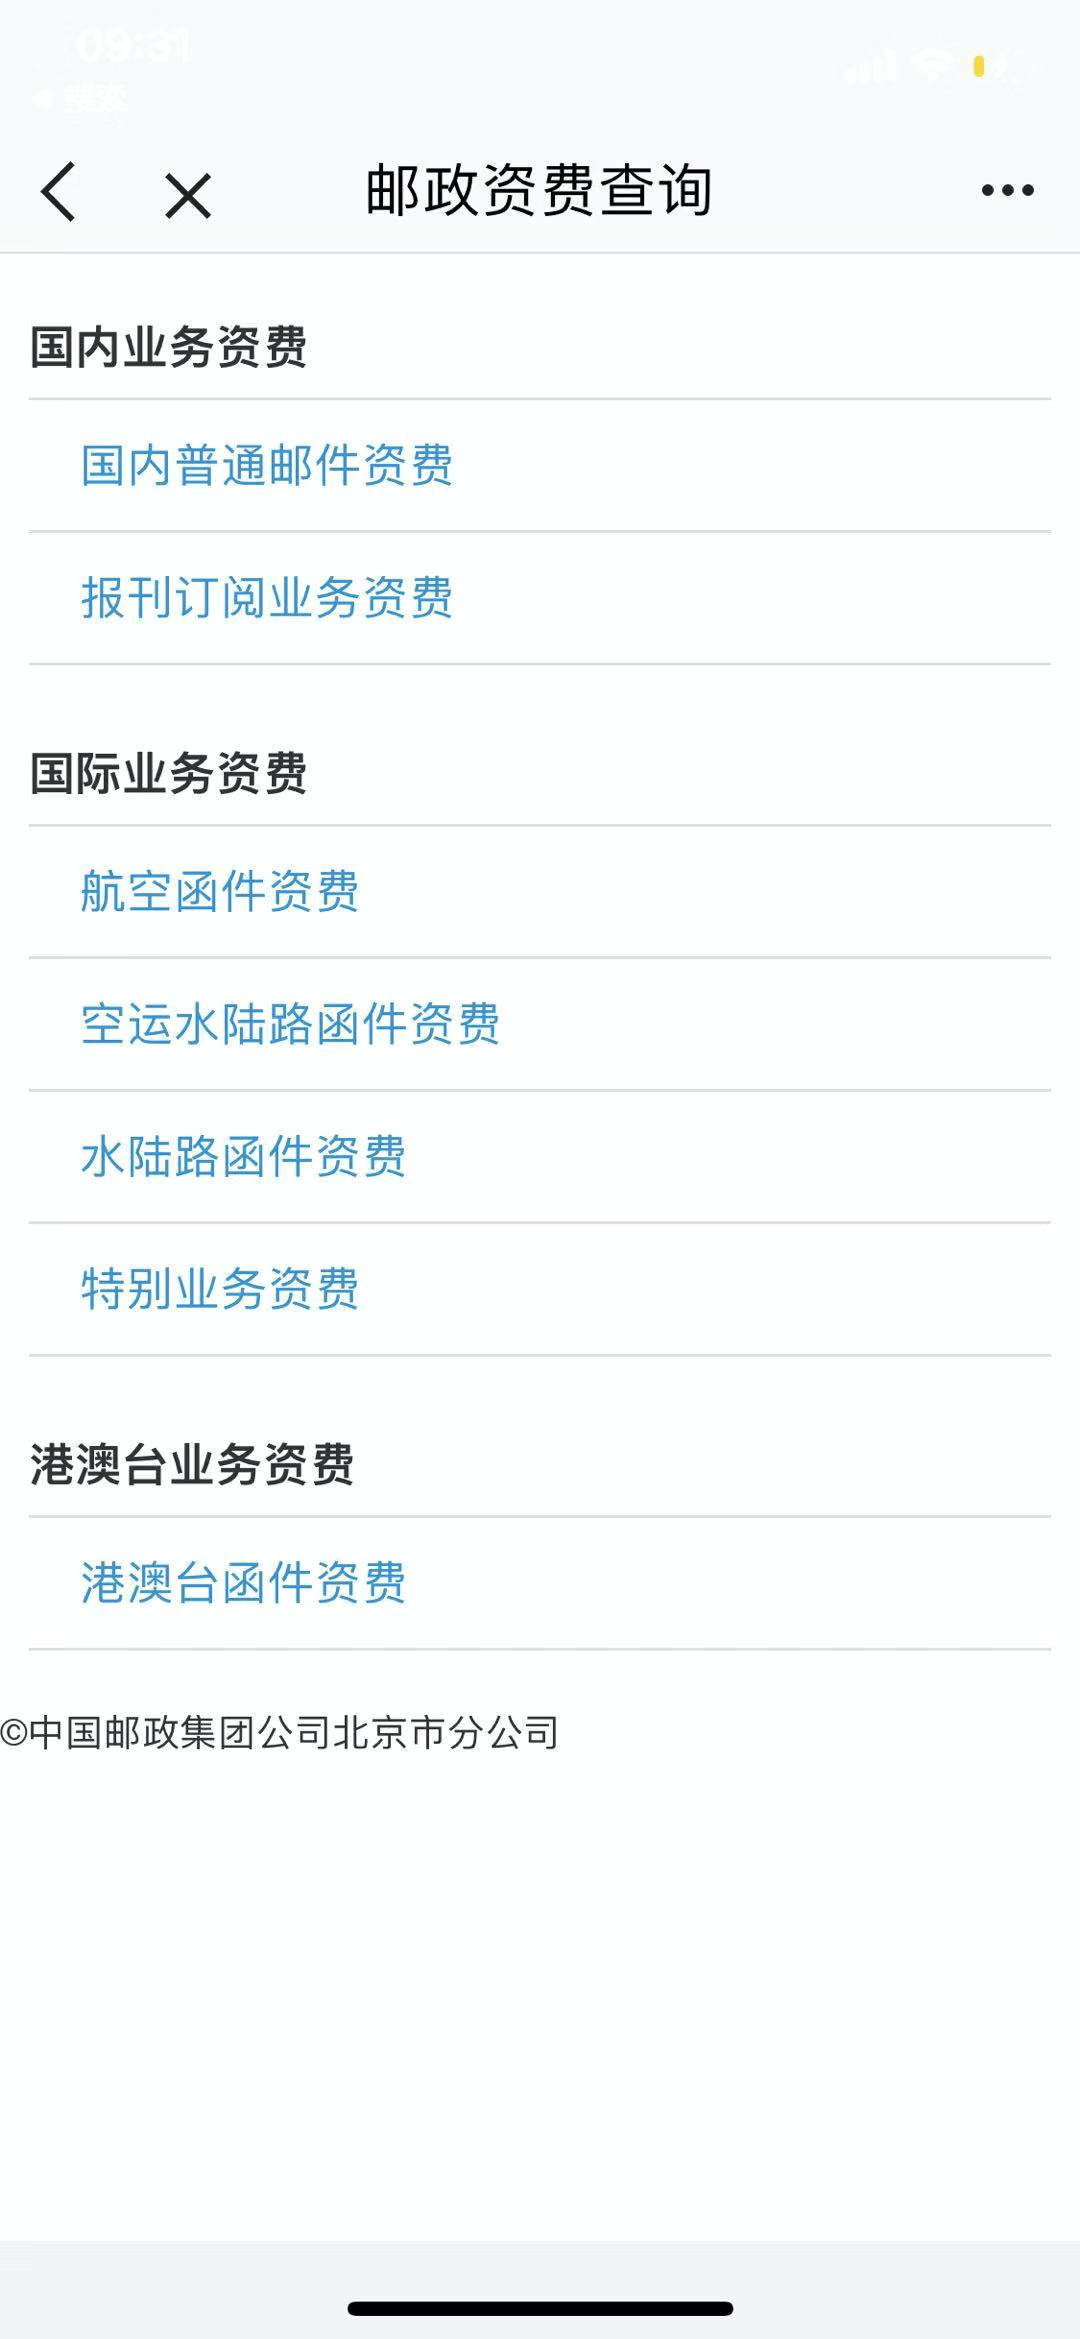 09:31
搜索
邮政资费查询
国内业务资费
国内普通邮件资费
报刊订阅业务资费
国际业务资费
航空函件资费
空运水陆路函件资费
水陆路函件资费
特别业务资费
港澳台业务资费
港澳台函件资费
©中国邮政集团公司北京市分公司